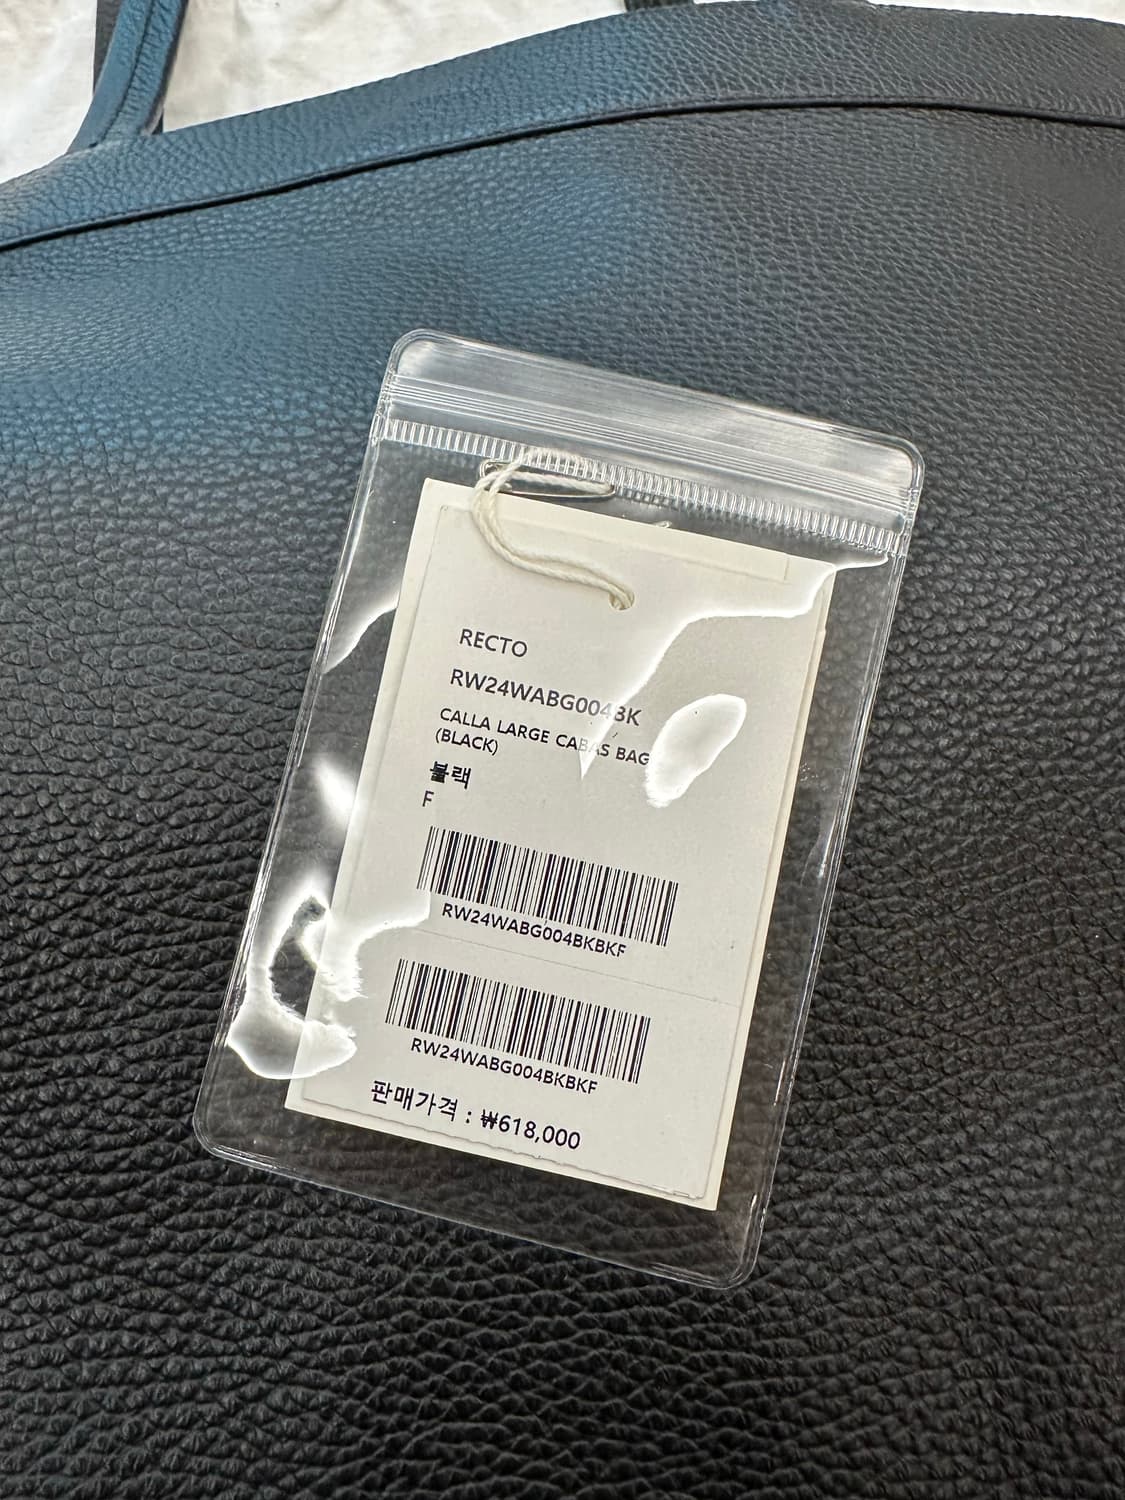 RECTO
RW24WABG004BK
CALLA LARGE CABAS BAG
(BLACK)
블랙
F
RW24WABG004BKBKF
RW24WABG004BKBKF
판매가격 : ₩618,000